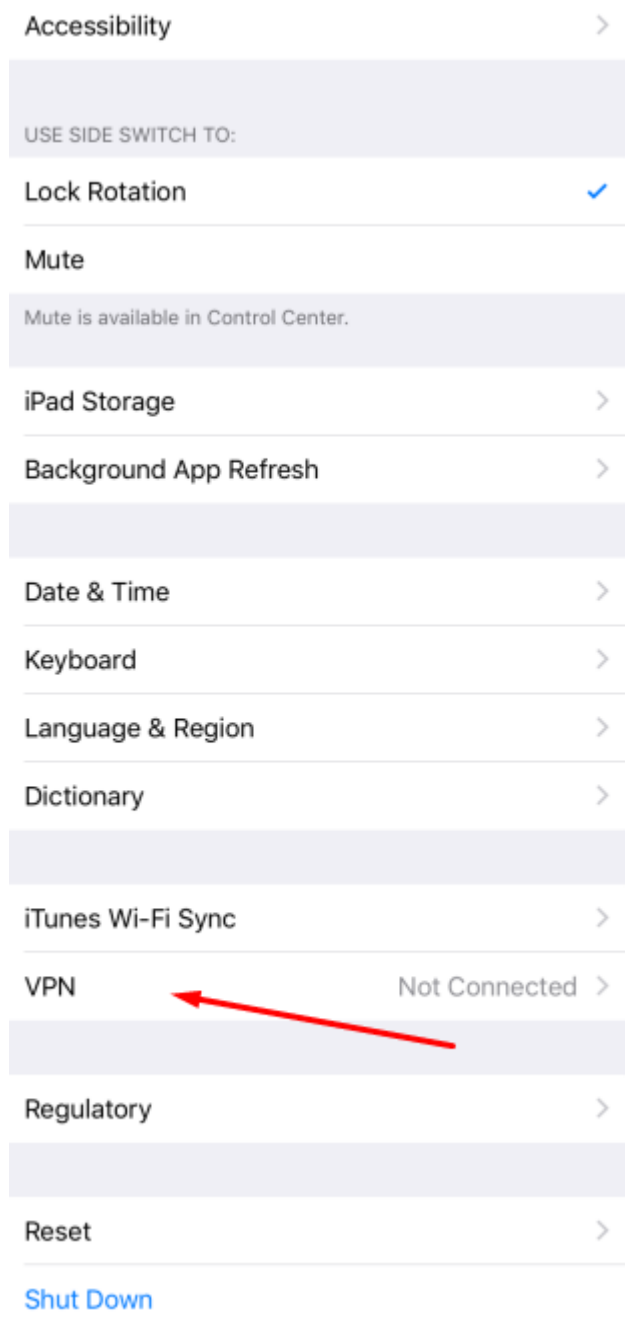 Accessibility
USE SIDE SWITCH TO:
Lock Rotation
Mute
Mute is available in Control Center.
iPad Storage
Background App Refresh
Date & Time
Keyboard
Language & Region
Dictionary
iTunes Wi-Fi Sync
VPN Not Connected
Regulatory
Reset
Shut Down